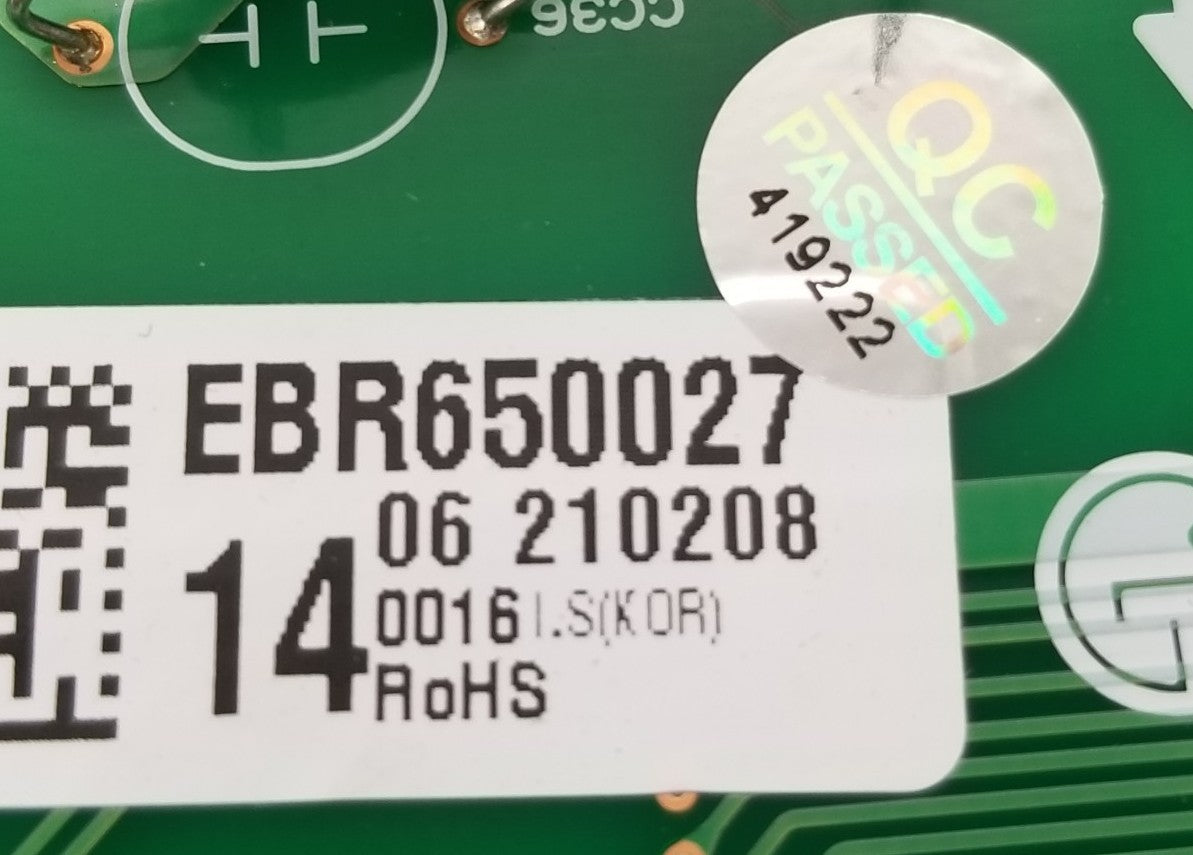 CC36
QC
PASSED
419222
EBR650027
14
06 210208
0016 I.S(KOR)
RoHS